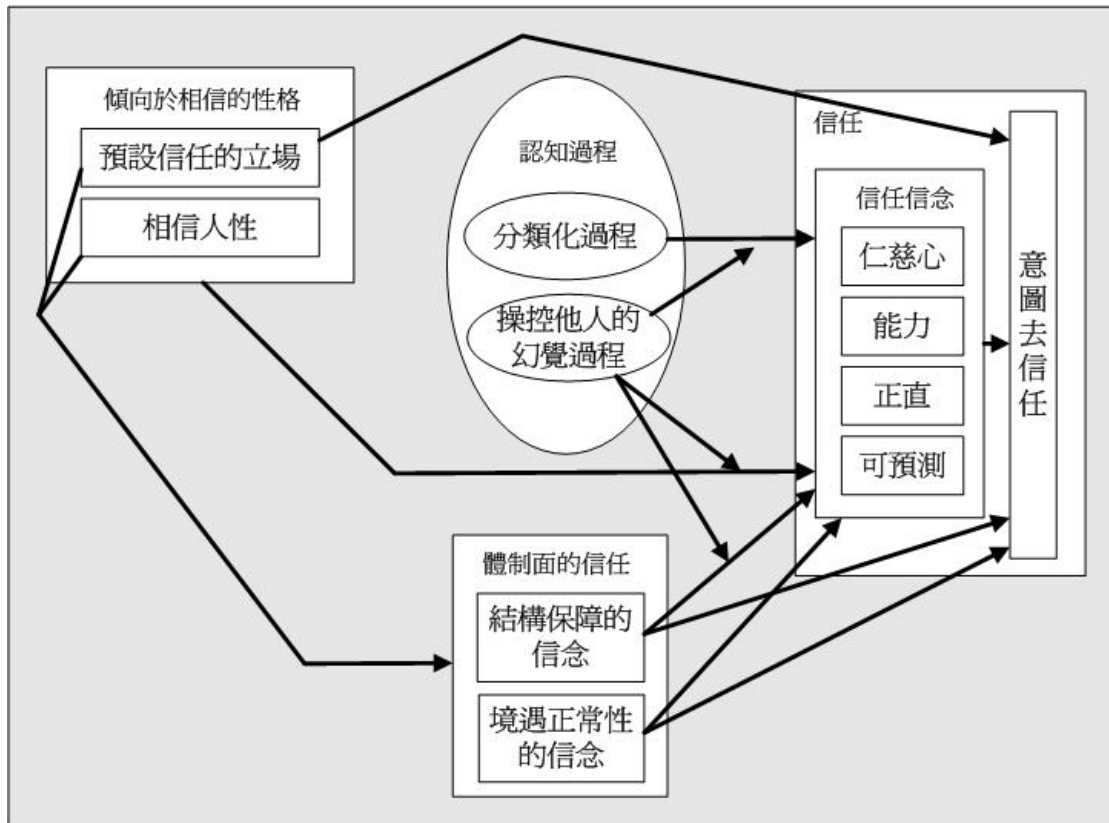 傾向於相信的性格
預設信任的立場
相信人性
認知過程
分類化過程
操控他人的
幻覺過程
信任
信任信念
仁慈心
能力
正直
可預測
意圖去信任
體制面的信任
結構保障的
信念
境遇正常性
的信念